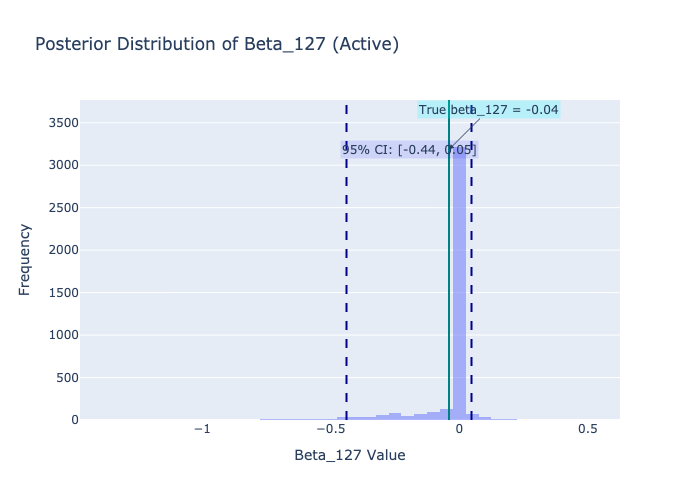 Posterior Distribution of Beta_127 (Active)
True beta_127 = -0.04
95% CI: [-0.44, 0.05]
3500
3000
2500
2000
1500
1000
500
0
Frequency
−1
−0.5
0
0.5
Beta_127 Value